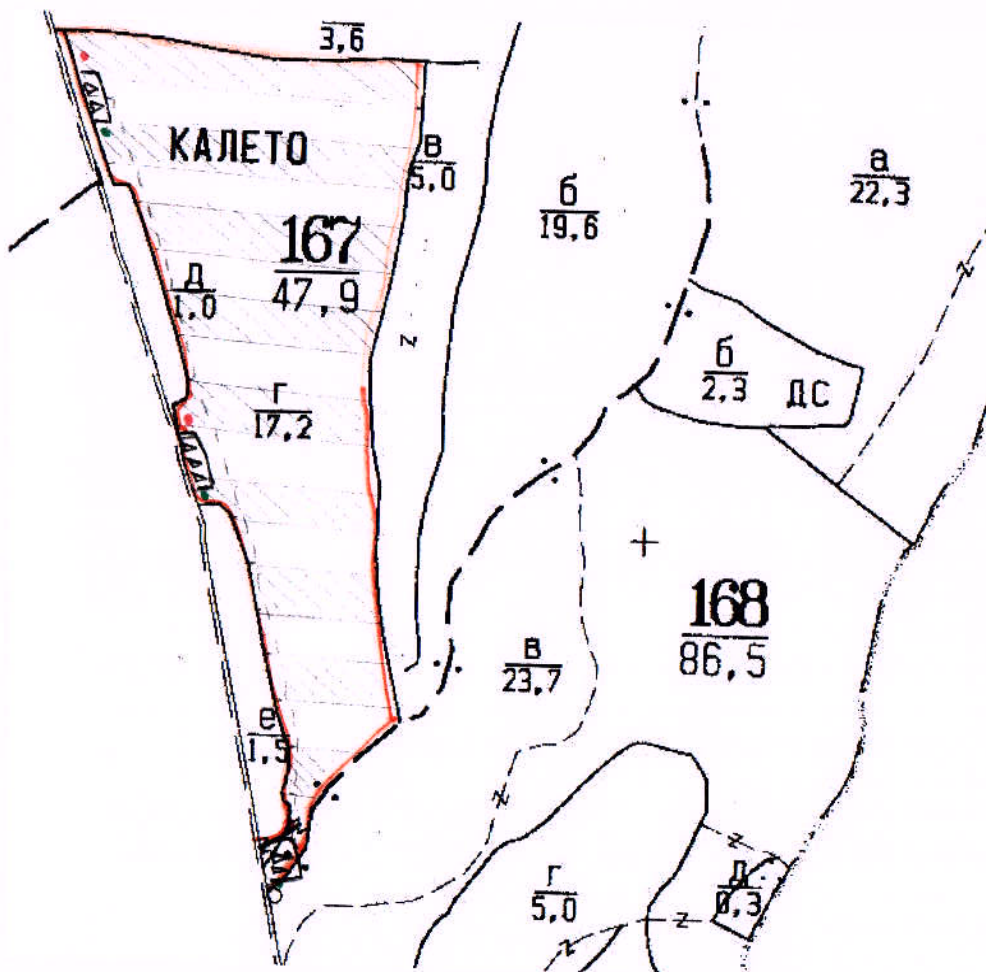 3,6
КАЛЕТО
в
5,0
а
22,3
б
19,6
167
47,9
Д
1,0
z
z
б
2,3
ДС
г
17,2
168
86,5
в
23,7
е
1,5
z
z
г
5,0
Д
0,3
z
z